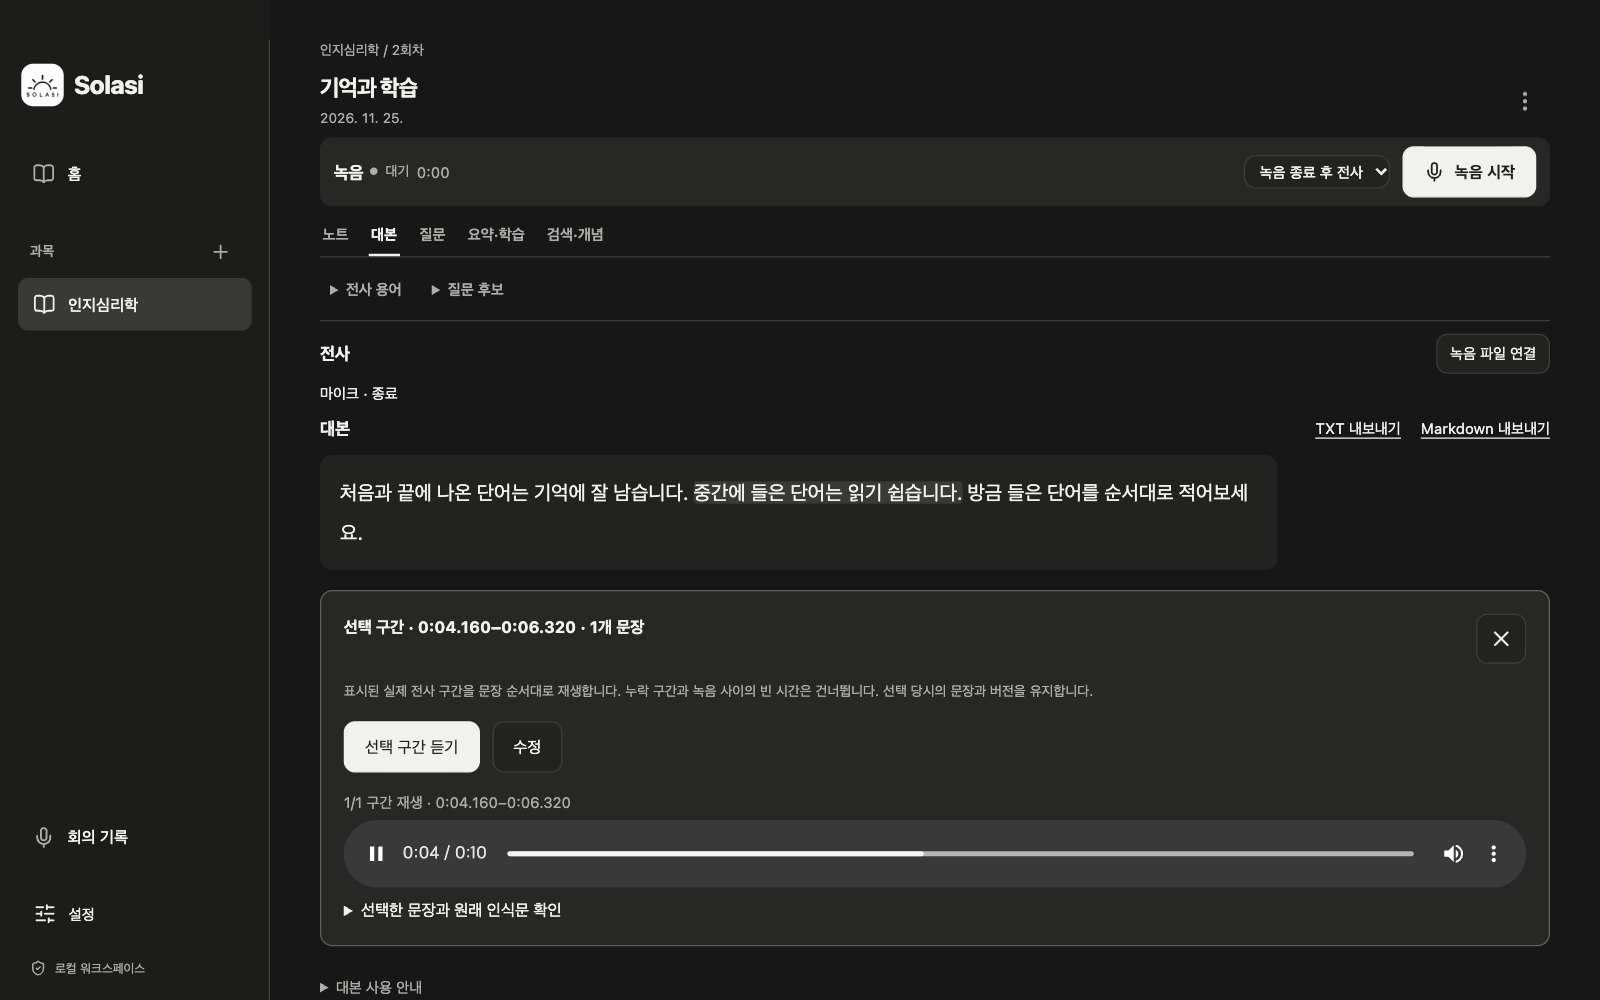 SOLASI
Solasi
홈
과목
인지심리학
회의 기록
설정
로컬 워크스페이스
인지심리학 / 2회차
기억과 학습
2026. 11. 25.
녹음 대기 0:00
녹음 종료 후 전사
녹음 시작
노트 대본 질문 요약·학습 검색·개념
전사 용어 질문 후보
전사
녹음 파일 연결
마이크 · 종료
대본
TXT 내보내기 Markdown 내보내기
처음과 끝에 나온 단어는 기억에 잘 남습니다. 중간에 들은 단어는 읽기 쉽습니다. 방금 들은 단어를 순서대로 적어보세
요.
선택 구간 · 0:04.160–0:06.320 · 1개 문장
표시된 실제 전사 구간을 문장 순서대로 재생합니다. 누락 구간과 녹음 사이의 빈 시간은 건너뜁니다. 선택 당시의 문장과 버전을 유지합니다.
선택 구간 듣기 수정
1/1 구간 재생 · 0:04.160–0:06.320
0:04 / 0:10
선택한 문장과 원래 인식문 확인
대본 사용 안내